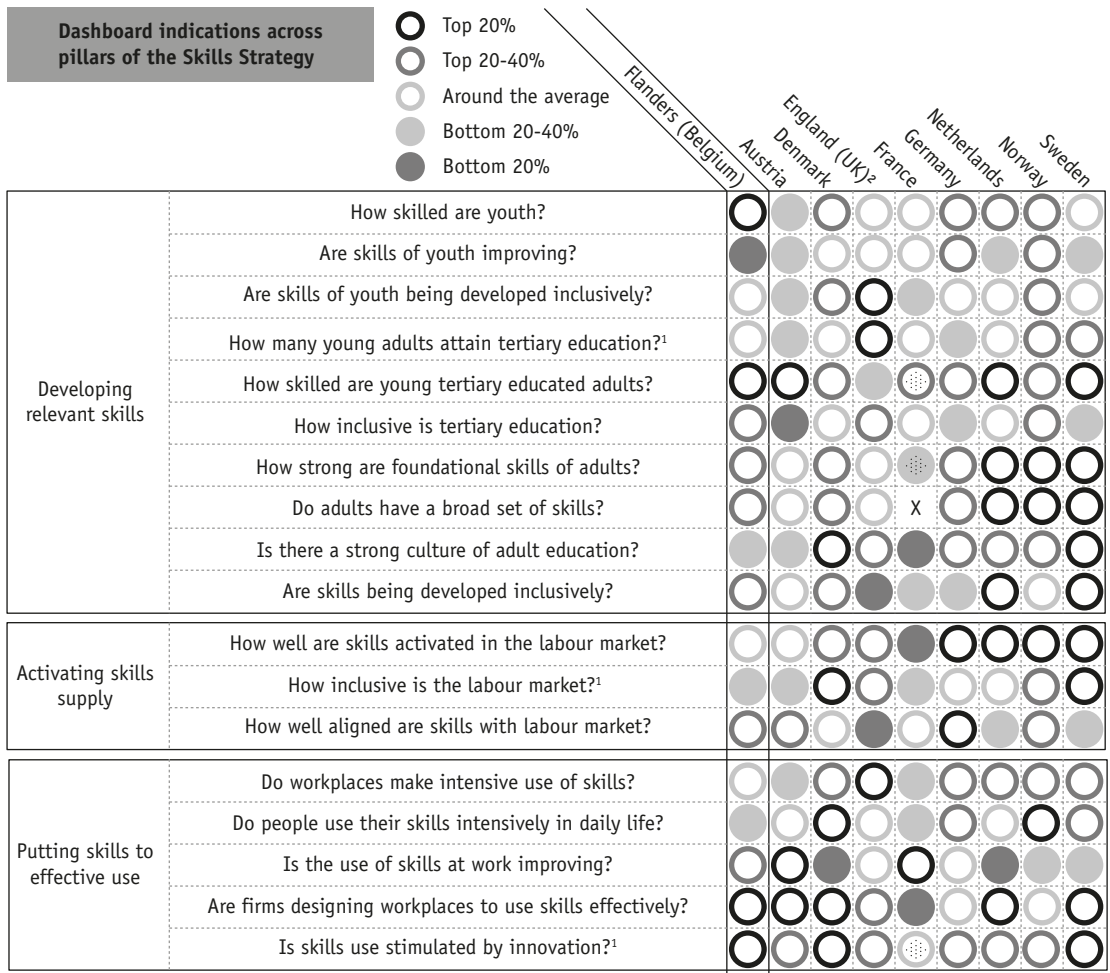 Dashboard indications across
pillars of the Skills Strategy
Top 20%
Top 20-40%
Around the average
Bottom 20-40%
Bottom 20%
Flanders (Belgium)
Austria
Denmark
England (UK)²
France
Germany
Netherlands
Norway
Sweden
Developing
relevant skills
How skilled are youth?
Are skills of youth improving?
Are skills of youth being developed inclusively?
How many young adults attain tertiary education?¹
How skilled are young tertiary educated adults?
How inclusive is tertiary education?
How strong are foundational skills of adults?
Do adults have a broad set of skills?
X
Is there a strong culture of adult education?
Are skills being developed inclusively?
Activating skills
supply
How well are skills activated in the labour market?
How inclusive is the labour market?¹
How well aligned are skills with labour market?
Putting skills to
effective use
Do workplaces make intensive use of skills?
Do people use their skills intensively in daily life?
Is the use of skills at work improving?
Are firms designing workplaces to use skills effectively?
Is skills use stimulated by innovation?¹